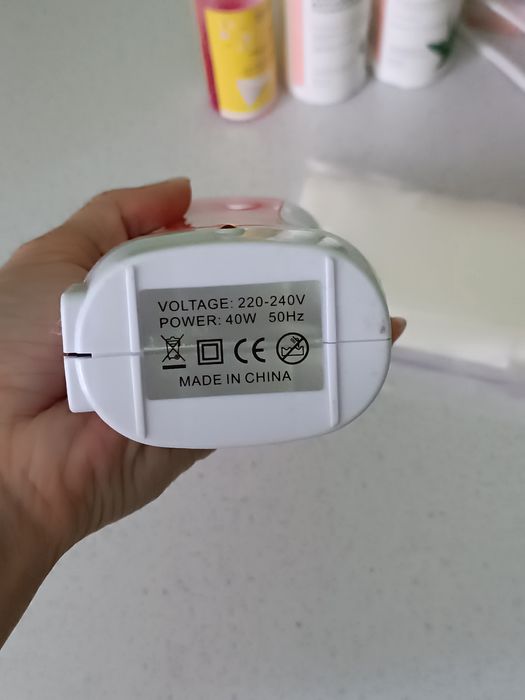 VOLTAGE: 220-240V
POWER: 40W 50Hz
CE
MADE IN CHINA